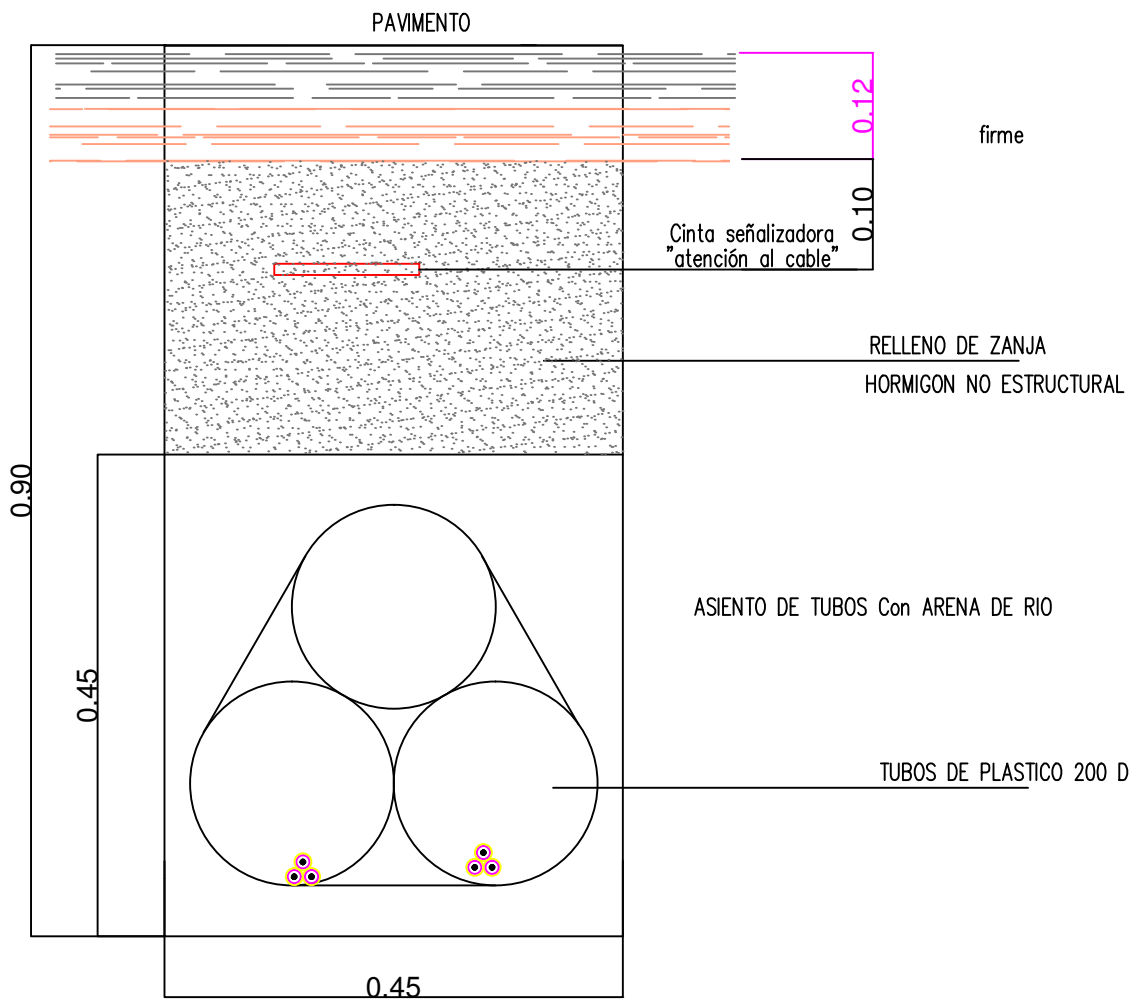 PAVIMENTO
0.12
firme
0.10
Cinta señalizadora
"atención al cable"
RELLENO DE ZANJA
HORMIGON NO ESTRUCTURAL
0.90
0.45
ASIENTO DE TUBOS Con ARENA DE RIO
TUBOS DE PLASTICO 200 D
0.45